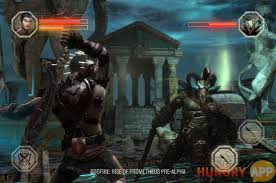 GODFIRE: RISE OF PROMETHEUS PRE-ALPHA
HUNGRY APP